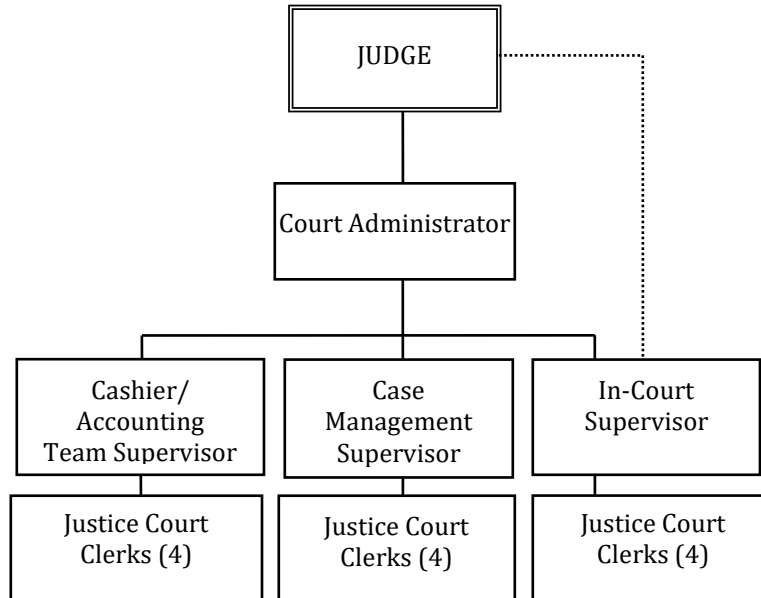 JUDGE
Court Administrator
Cashier/
Accounting
Team Supervisor
Case
Management
Supervisor
In-Court
Supervisor
Justice Court
Clerks (4)
Justice Court
Clerks (4)
Justice Court
Clerks (4)